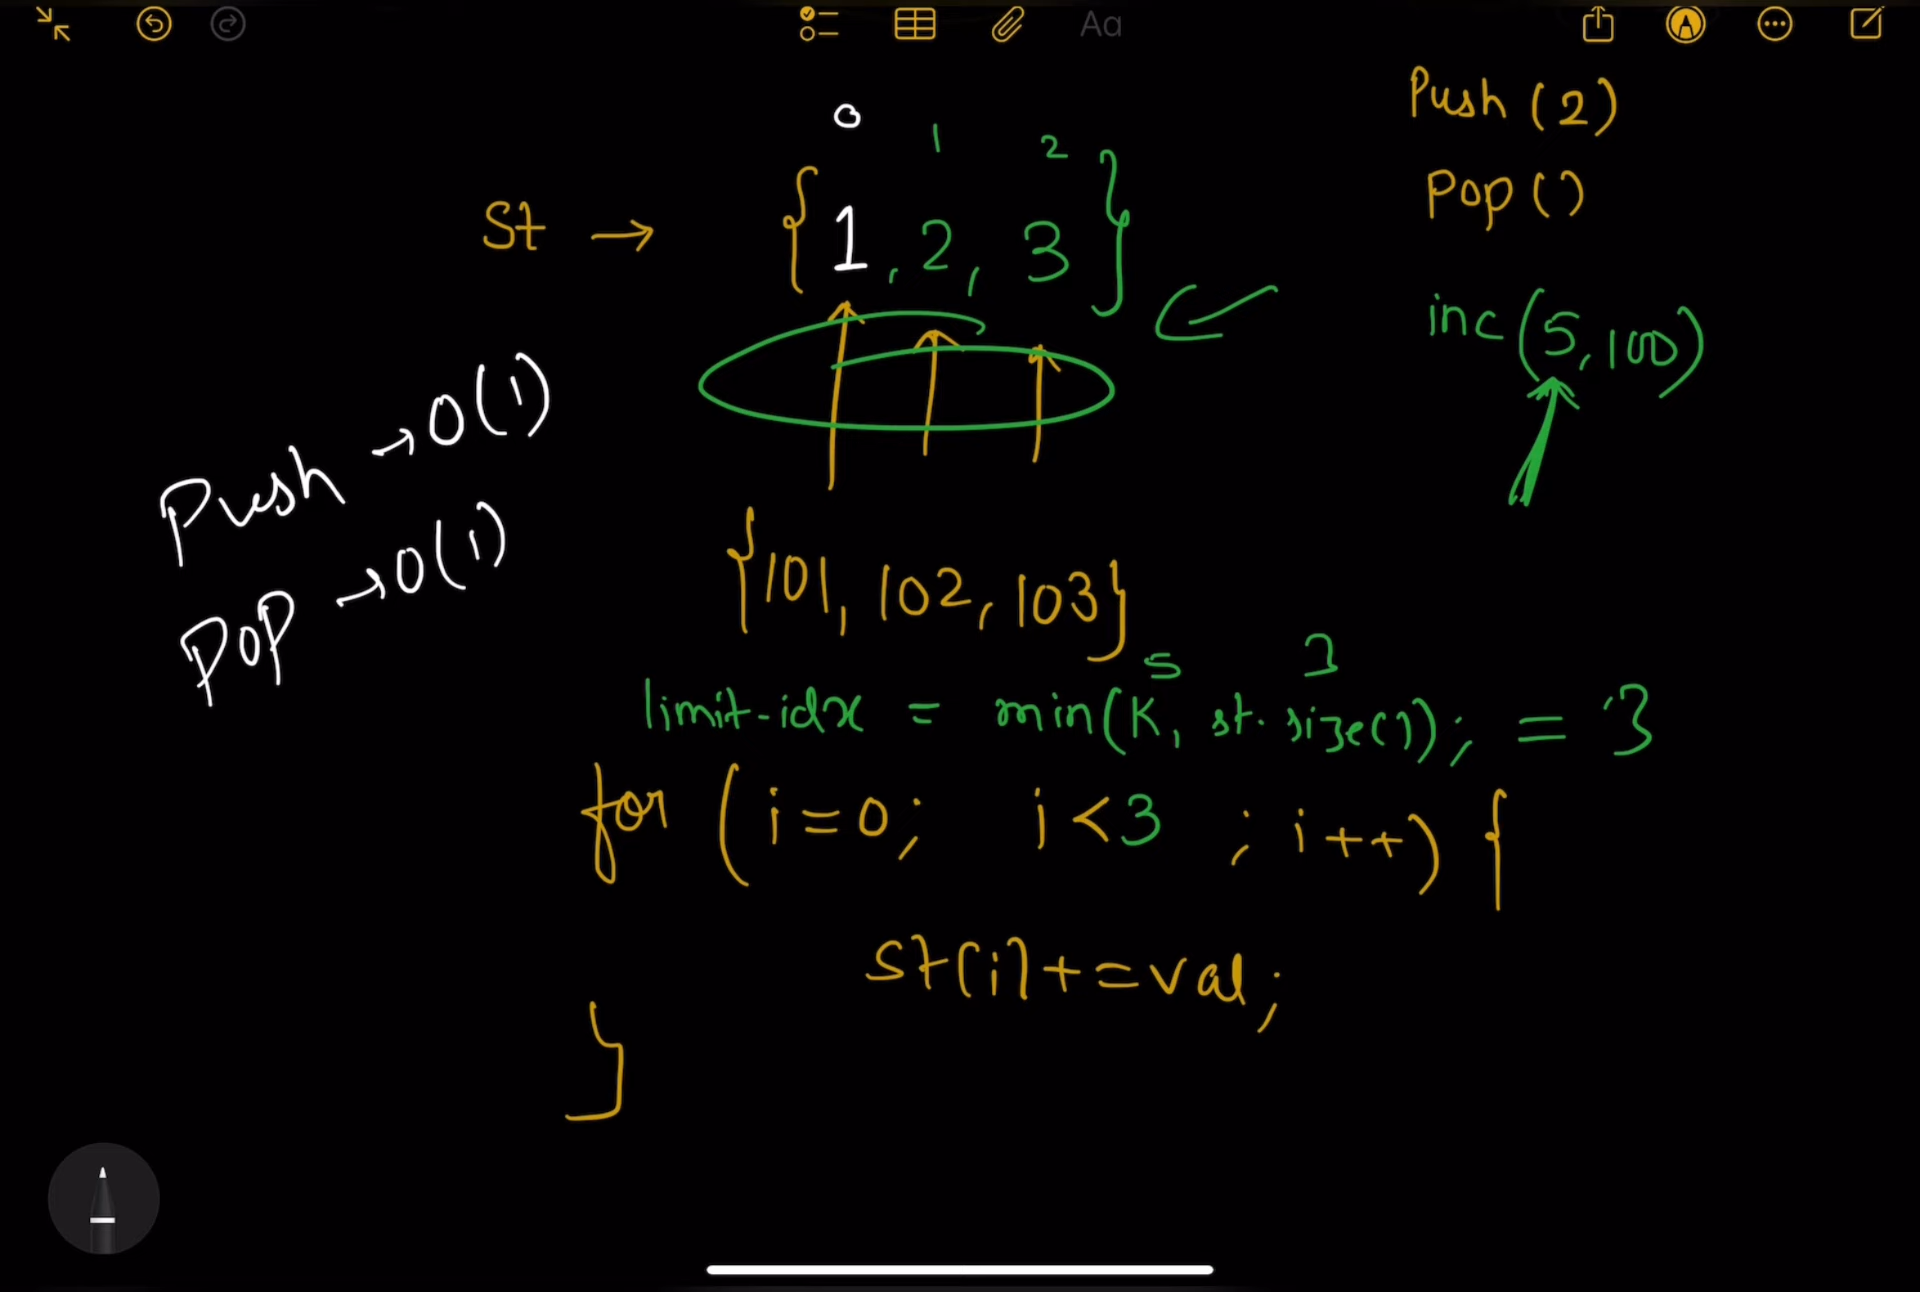 Aa
Push (2)
0 1 2
Pop ()
St → {1, 2, 3}
inc(5, 100)
Push → O(1)
Pop → O(1)
{101, 102, 103}
5 3
limit-idx = min(K, st.size()); = 3
for (i=0; i<3 ; i++) {
st[i]+=val;
}